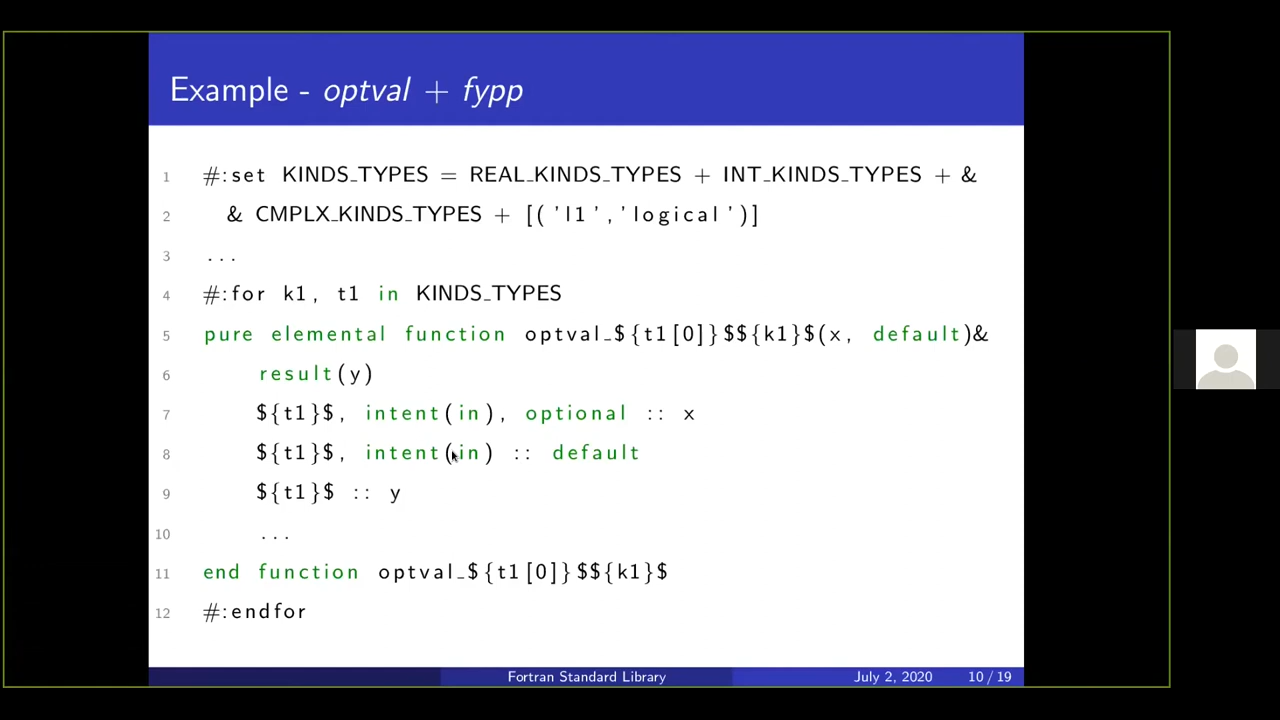 Example - optval + fypp
1 #:set KINDS_TYPES = REAL_KINDS_TYPES + INT_KINDS_TYPES + &
2 & CMPLX_KINDS_TYPES + [('l1','logical')]
3 ...
4 #:for k1, t1 in KINDS_TYPES
5 pure elemental function optval_${t1[0]}$${k1}$(x, default)&
6 result(y)
7 ${t1}$, intent(in), optional :: x
8 ${t1}$, intent(in) :: default
9 ${t1}$ :: y
10 ...
11 end function optval_${t1[0]}$${k1}$
12 #:endfor
Fortran Standard Library July 2, 2020 10 / 19